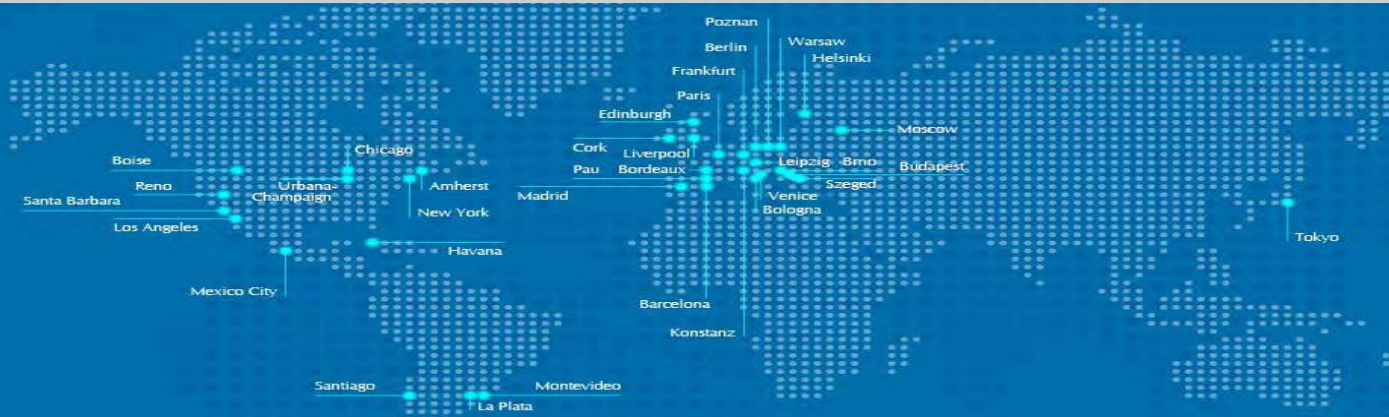 Poznan
Berlin
Warsaw
Helsinki
Frankfurt
Paris
Edinburgh
Moscow
Cork
Liverpool
Chicago
Boise
Pau
Bordeaux
Leipzig
Brno
Budapest
Reno
Urbana-
Champaign
Amherst
Madrid
Szeged
Santa Barbara
Venice
New York
Bologna
Los Angeles
Tokyo
Havana
Mexico City
Barcelona
Konstanz
Santiago
Montevideo
La Plata